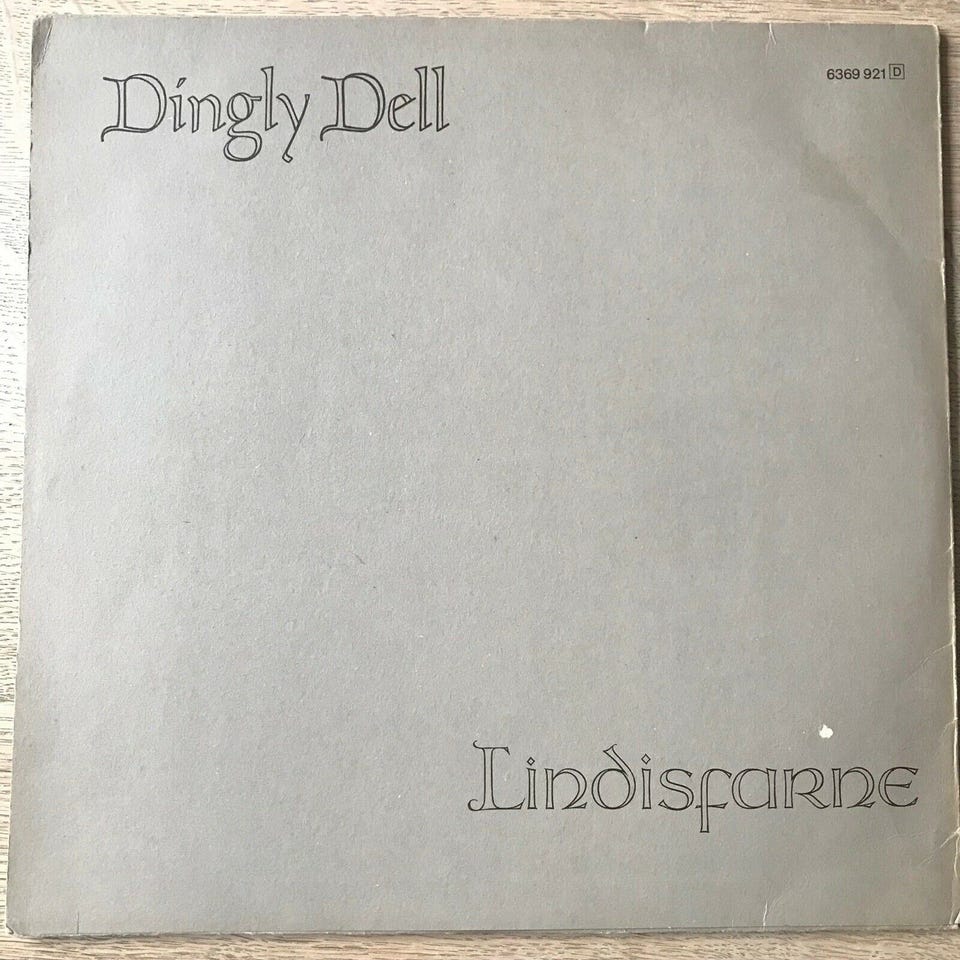 Dingly Dell
6369 921 D
Lindisfarne